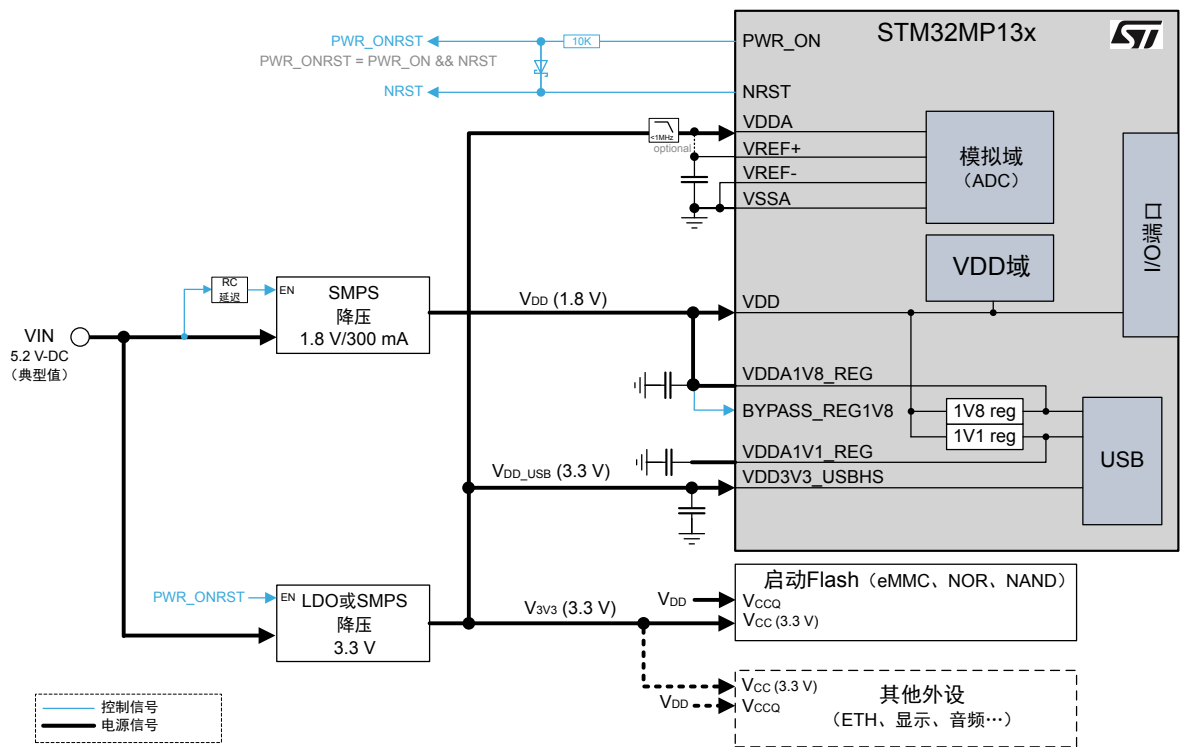 STM32MP13x
ST
PWR_ONRST
10K
PWR_ON
PWR_ONRST = PWR_ON && NRST
NRST
NRST
<1MHz
optional
VDDA
VREF+
VREF-
VSSA
模拟域
（ADC）
I/O端口
VDD域
RC
延迟
EN
SMPS
降压
1.8 V/300 mA
VDD (1.8 V)
VDD
VIN
5.2 V-DC
（典型值）
VDDA1V8_REG
BYPASS_REG1V8
1V8 reg
1V1 reg
VDDA1V1_REG
USB
VDD_USB (3.3 V)
VDD3V3_USBHS
PWR_ONRST
EN
LDO或SMPS
降压
3.3 V
V3V3 (3.3 V)
启动Flash（eMMC、NOR、NAND）
VDD
VCCQ
VCC (3.3 V)
VCC (3.3 V)
VDD
VCCQ
其他外设
（ETH、显示、音频…）
控制信号
电源信号